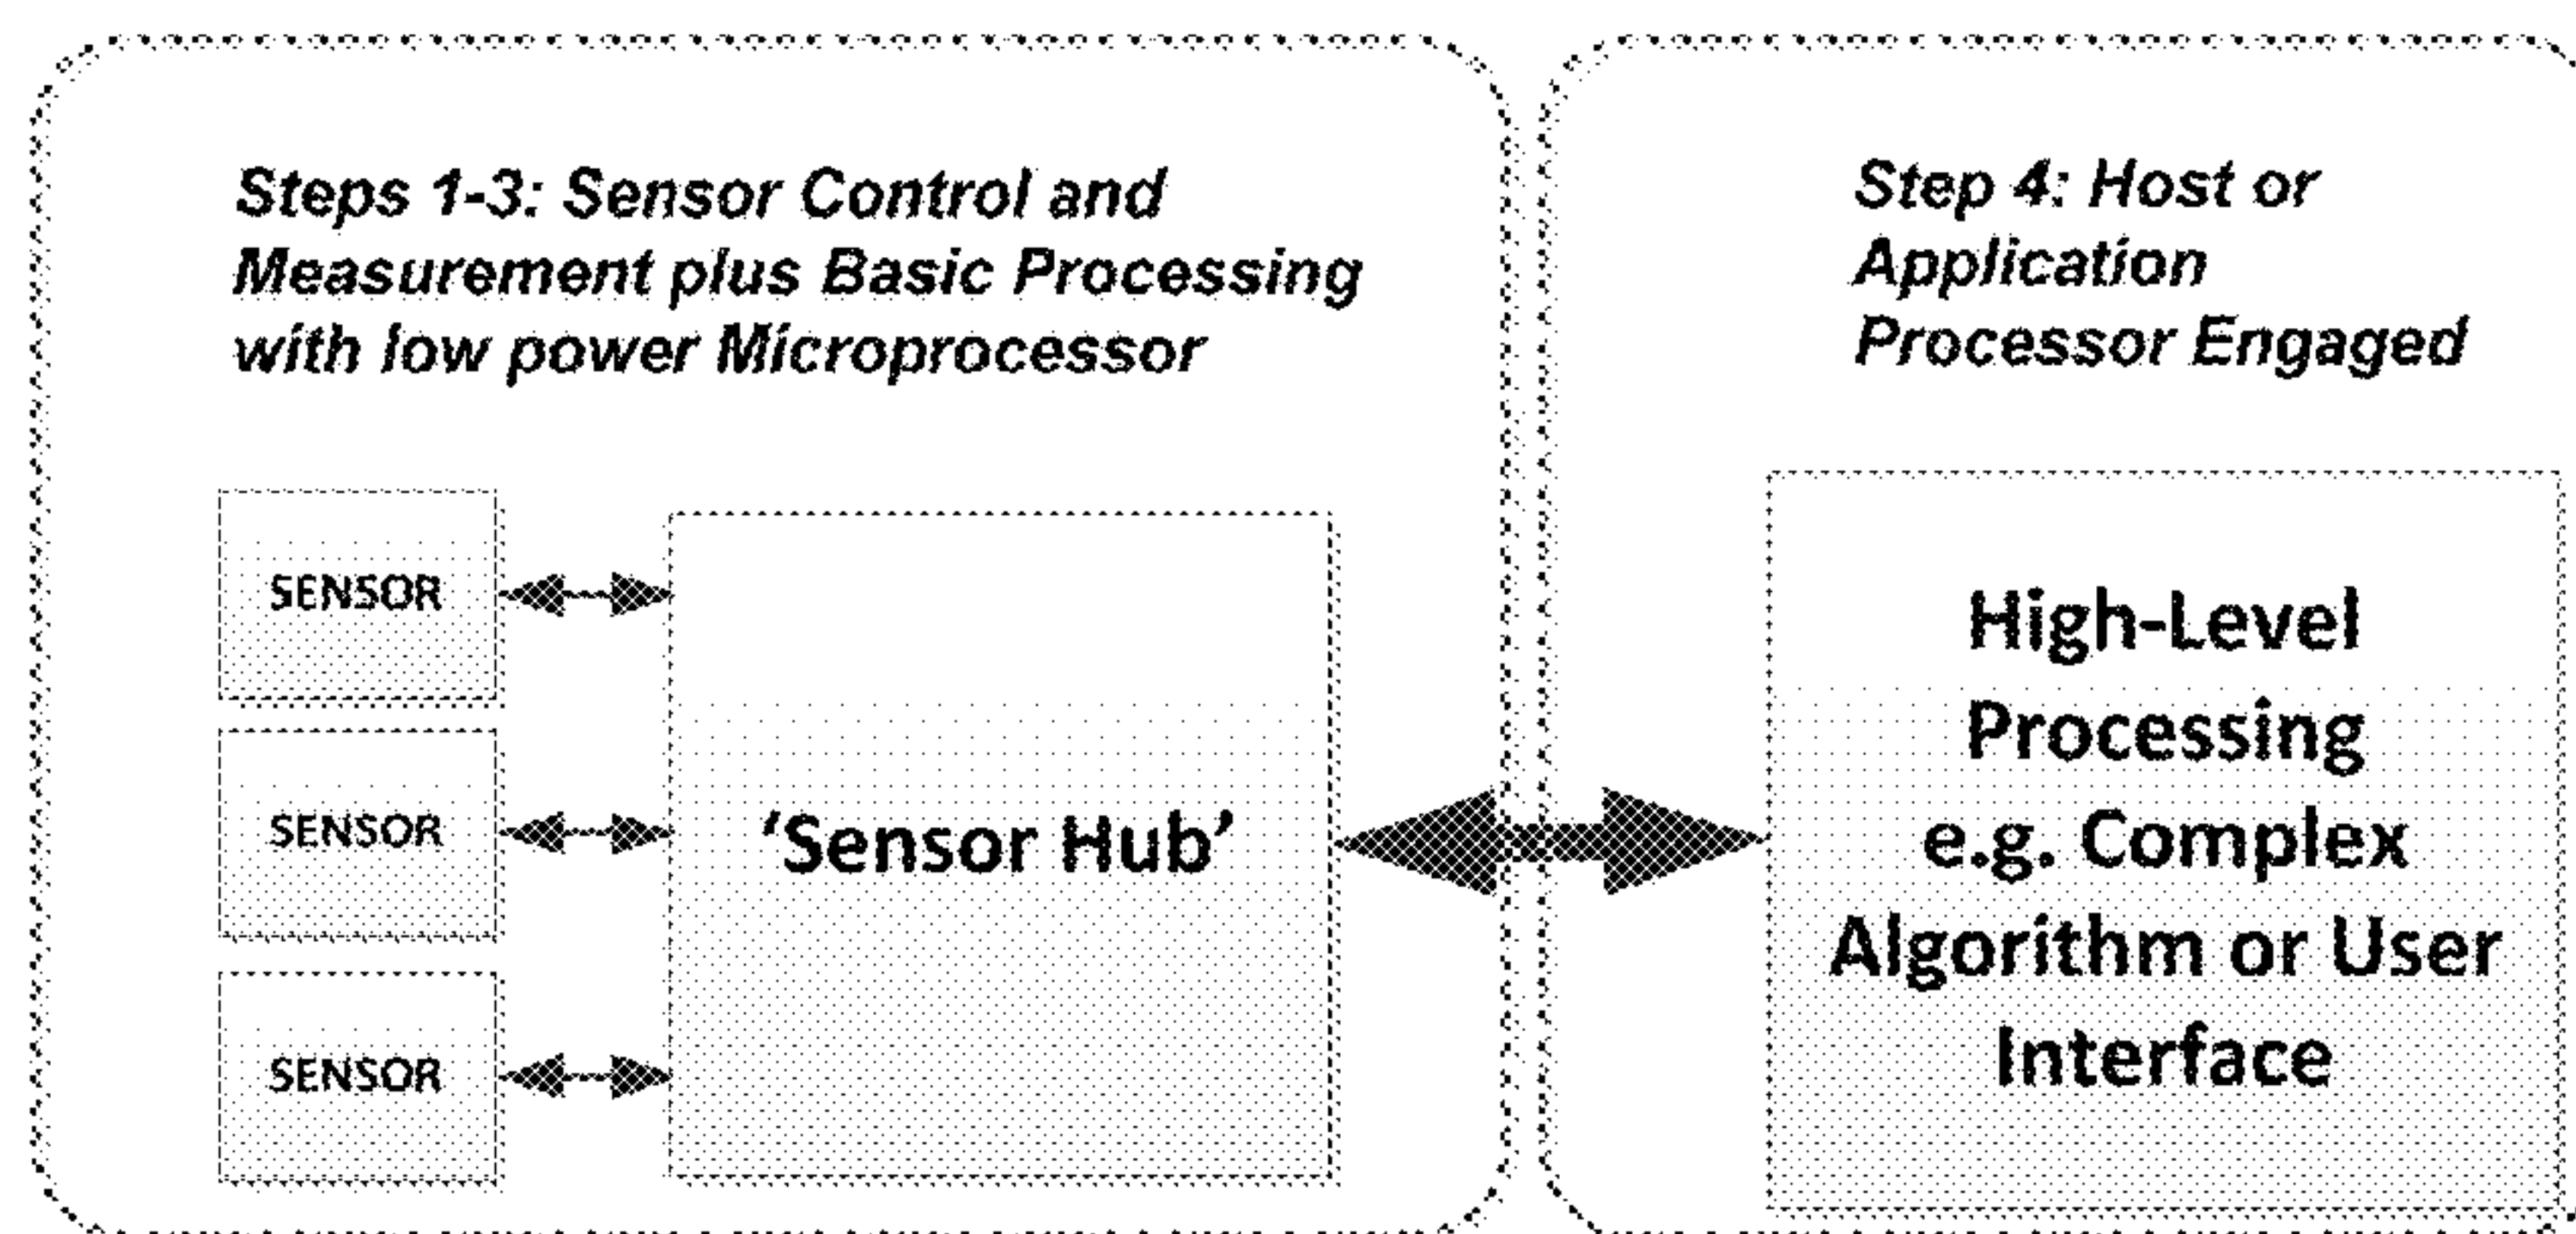 Steps 1-3: Sensor Control and
Measurement plus Basic Processing
with low power Microprocessor
Step 4: Host or
Application
Processor Engaged
SENSOR
SENSOR
SENSOR
‘Sensor Hub’
High-Level
Processing
e.g. Complex
Algorithm or User
Interface